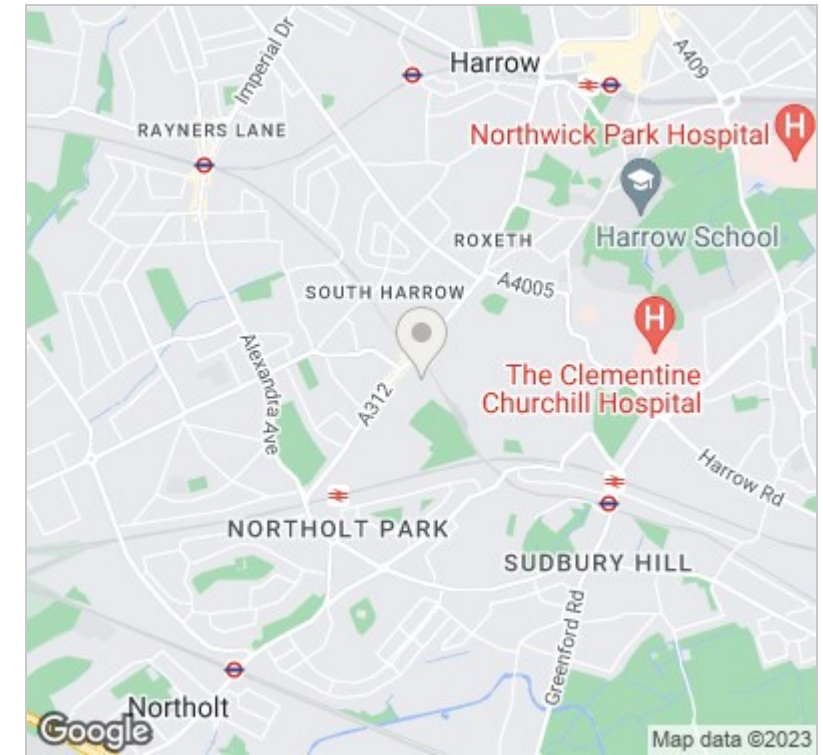 Imperial Dr
Harrow
A409
RAYNERS LANE
Northwick Park Hospital
H
ROXETH
Harrow School
SOUTH HARROW
A4005
H
Alexandra Ave
A312
The Clementine
Churchill Hospital
Harrow Rd
NORTHOLT PARK
SUDBURY HILL
Greenford Rd
Northolt
Google
Map data ©2023